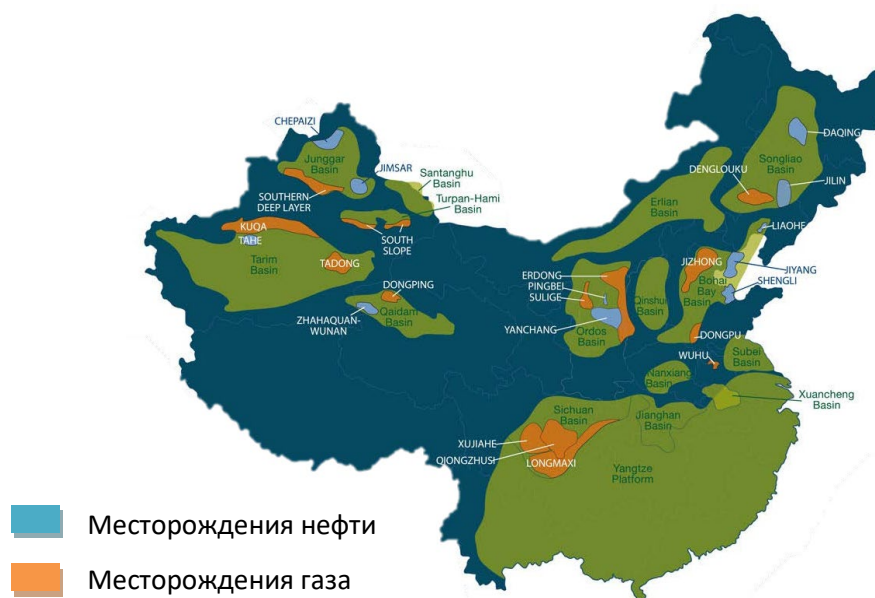 CHEPAIZI
Junggar
Basin
JIMSAR
Santanghu
Basin
SOUTHERN
DEEP LAYER
Turpan-Hami
Basin
KUQA
TAHE
SOUTH
SLOPE
Tarim
Basin
TADONG
DONGPING
ZHAHAQUAN-
WUNAN
Qaidam
Basin
DAQING
Songliao
Basin
DENGLOUKU
JILIN
Erlian
Basin
LIAOHE
JIZHONG
JIYANG
Bohai
Bay
Basin
SHENGLI
ERDONG
PINGBEI
SULIGE
Qinshui
Basin
YANCHANG
Ordos
Basin
DONGPU
WUHU
Subei
Basin
Nanxiang
Basin
Xuancheng
Basin
Sichuan
Basin
Jianghan
Basin
XUJIAHE
QIONGZHUSI
LONGMAXI
Yangtze
Platform
Месторождения нефти
Месторождения газа